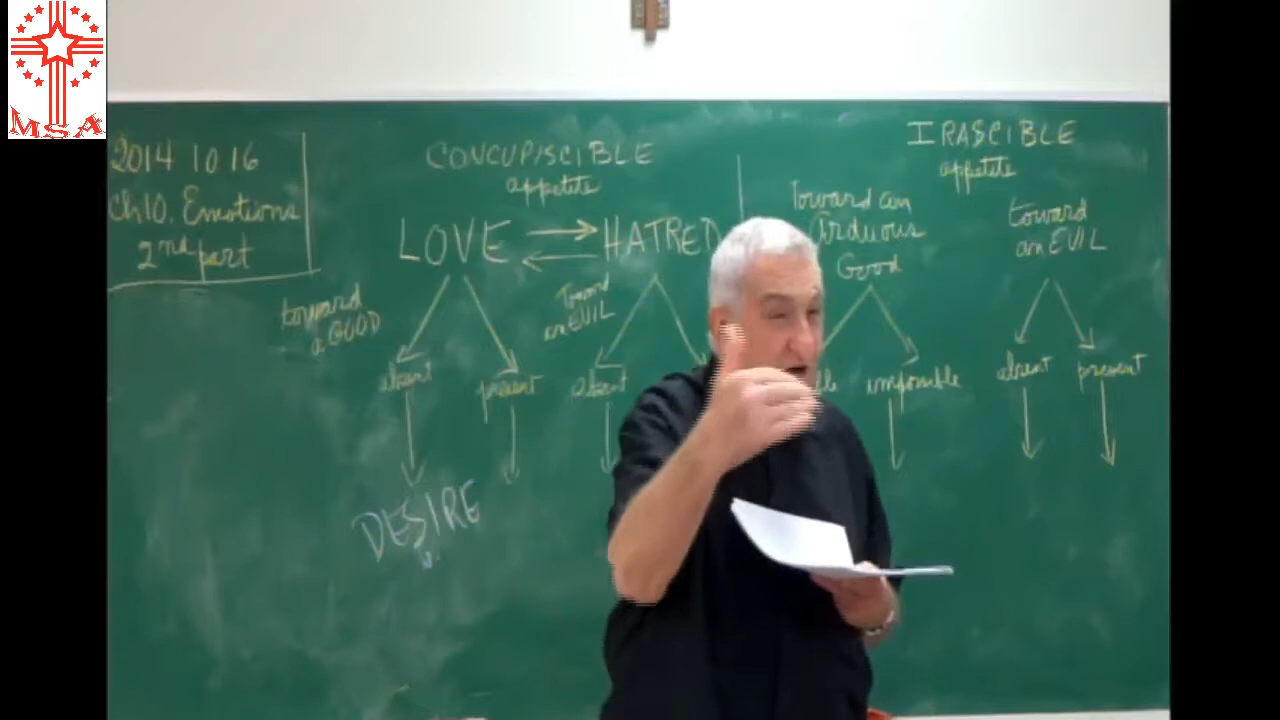 MSA
2014 10 16
Ch10. Emotions
2nd part
CONCUPISCIBLE
appetite
LOVE
HATRED
toward
a GOOD
toward
an EVIL
absent
present
absent
DESIRE
IRASCIBLE
appetite
Toward an
Arduous
Good
impossible
toward
an EVIL
absent
present